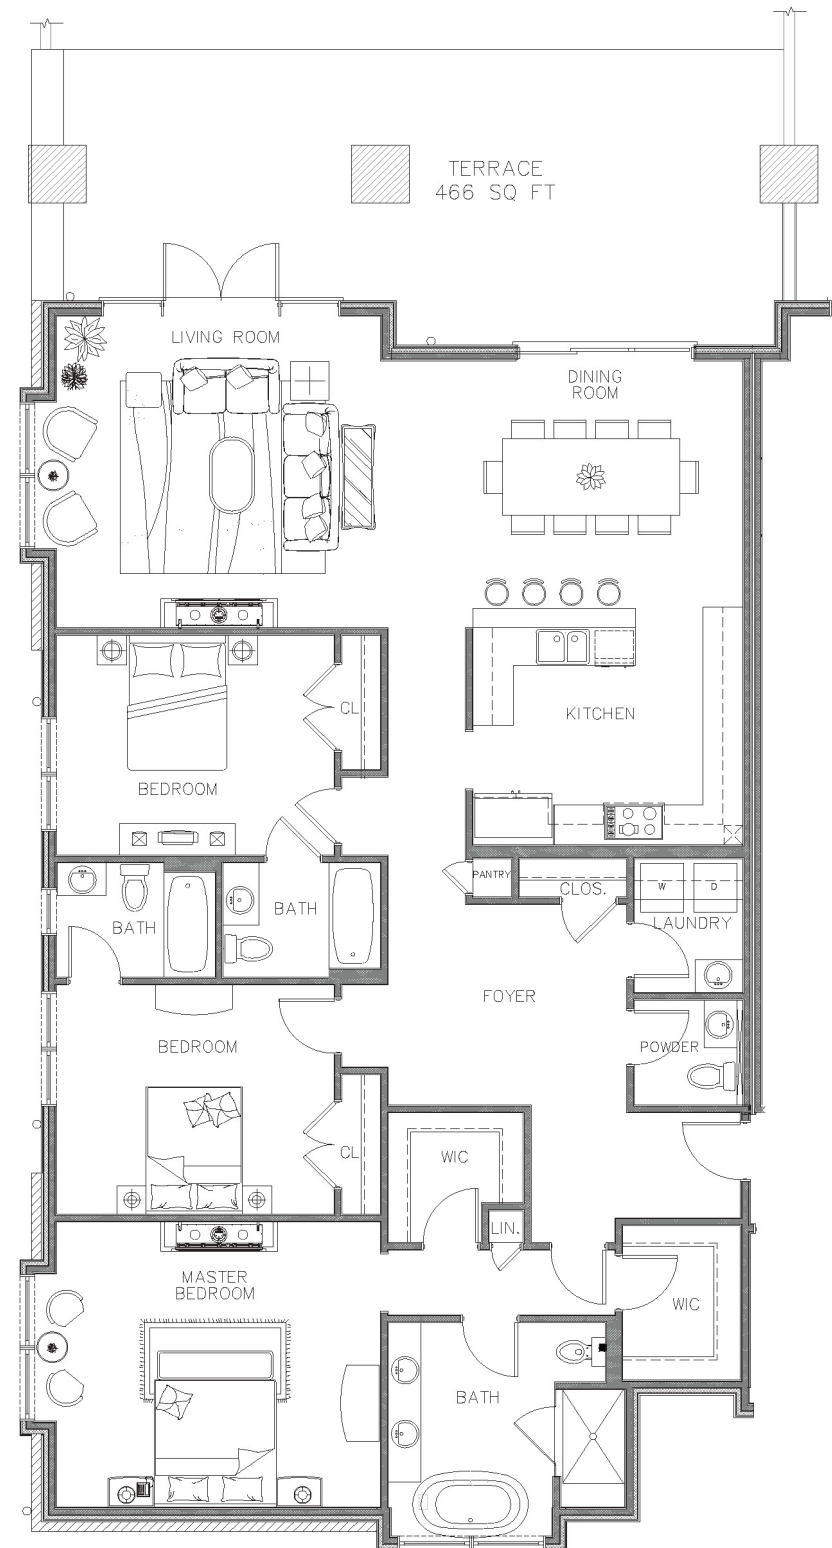 TERRACE
466 SQ FT
LIVING ROOM
DINING
ROOM
KITCHEN
CL
BEDROOM
PANTRY
CLOS.
W
D
BATH
BATH
LAUNDRY
FOYER
BEDROOM
POWDER
CL
WIC
LIN.
MASTER
BEDROOM
WIC
BATH